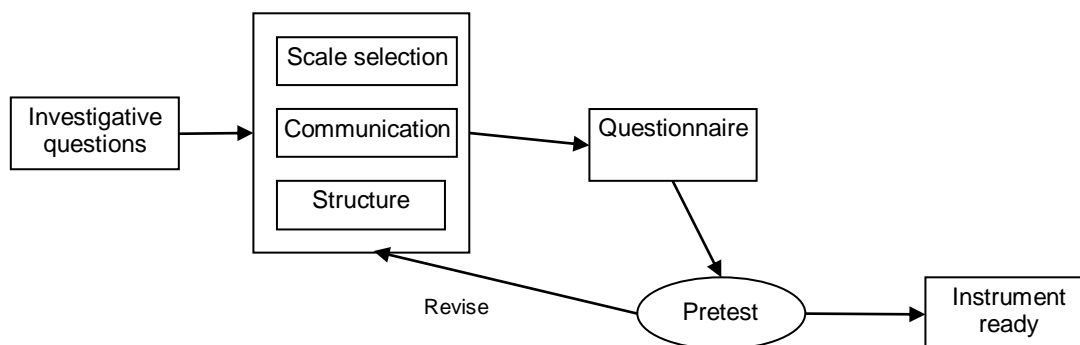 Scale selection
Investigative
questions
Communication
Questionnaire
Structure
Revise
Pretest
Instrument
ready